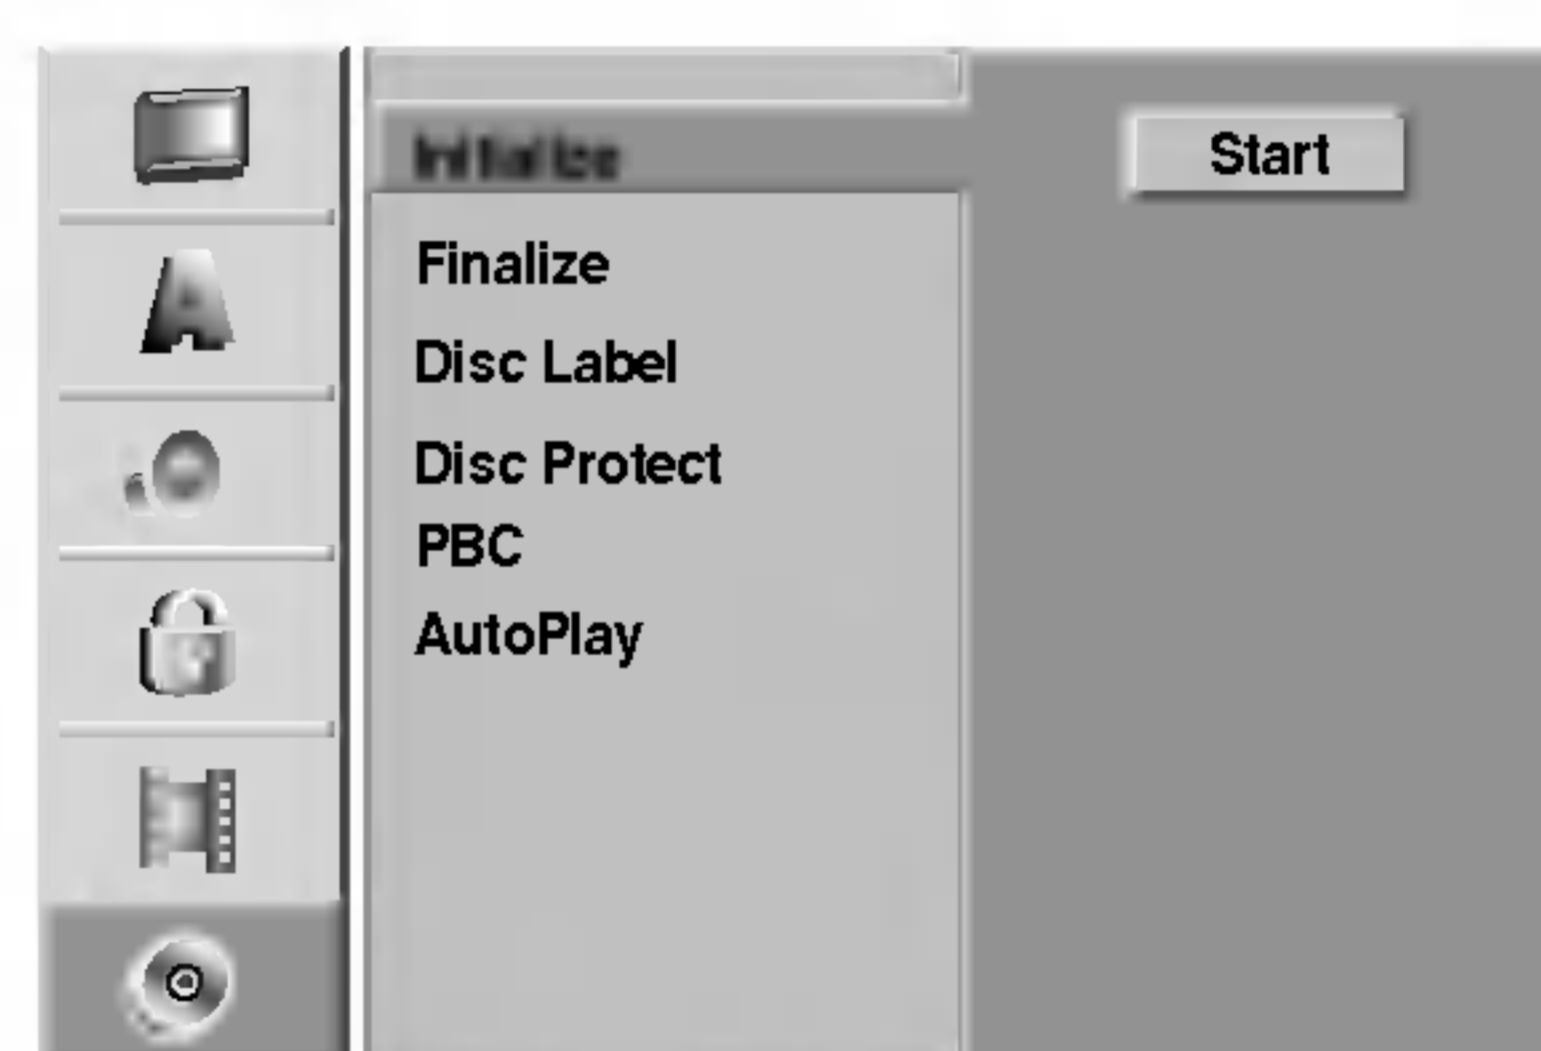 Initialize
Start
Finalize
Disc Label
Disc Protect
PBC
AutoPlay